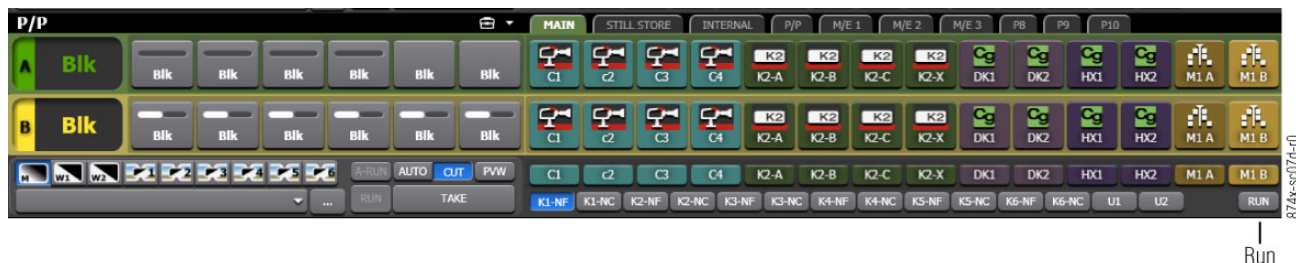 P/P MAIN STILL STORE INTERNAL P/P M/E 1 M/E 2 M/E 3 P8 P9 P10
K2 K2 K2 K2 Cg Cg Cg Cg
A Blk Blk Blk Blk Blk Blk Blk C1 c2 C3 C4 K2-A K2-B K2-C K2-X DK1 DK2 HX1 HX2 M1 A M1 B
K2 K2 K2 K2 Cg Cg Cg Cg
B Blk Blk Blk Blk Blk Blk Blk C1 c2 C3 C4 K2-A K2-B K2-C K2-X DK1 DK2 HX1 HX2 M1 A M1 B
M W1 W2 1 2 3 4 5 6 A-RUN AUTO CUT PVW C1 c2 C3 C4 K2-A K2-B K2-C K2-X DK1 DK2 HX1 HX2 M1 A M1 B
... RUN TAKE K1-NF K1-NC K2-NF K2-NC K3-NF K3-NC K4-NF K4-NC K5-NF K5-NC K6-NF K6-NC U1 U2 RUN
874x-sc07d-r0
Run